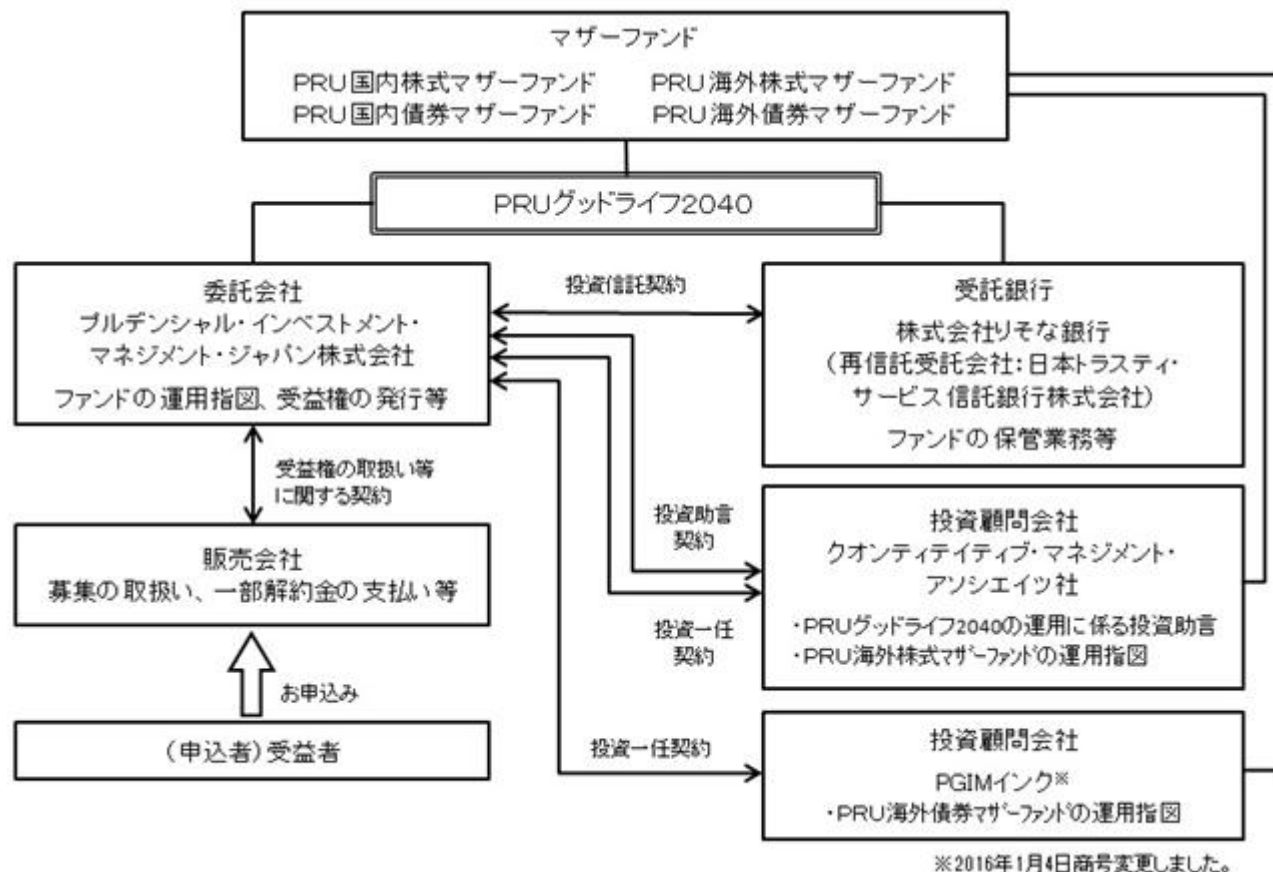 マザーファンド
PRU国内株式マザーファンド PRU海外株式マザーファンド
PRU国内債券マザーファンド PRU海外債券マザーファンド
PRUグッドライフ2040
委託会社
プルデンシャル・インベストメント・
マネジメント・ジャパン株式会社
ファンドの運用指図、受益権の発行等
投資信託契約
受託銀行
株式会社りそな銀行
(再信託受託会社:日本トラスティ・
サービス信託銀行株式会社)
ファンドの保管業務等
受益権の取扱い等
に関する契約
投資助言
契約
投資一任
契約
投資顧問会社
クオンティテイティブ・マネジメント・
アソシエイツ社
・PRUグッドライフ2040の運用に係る投資助言
・PRU海外株式マザーファンドの運用指図
販売会社
募集の取扱い、一部解約金の支払い等
お申込み
(申込者)受益者
投資一任契約
投資顧問会社
PGIMインク※
・PRU海外債券マザーファンドの運用指図
※2016年1月4日商号変更しました。